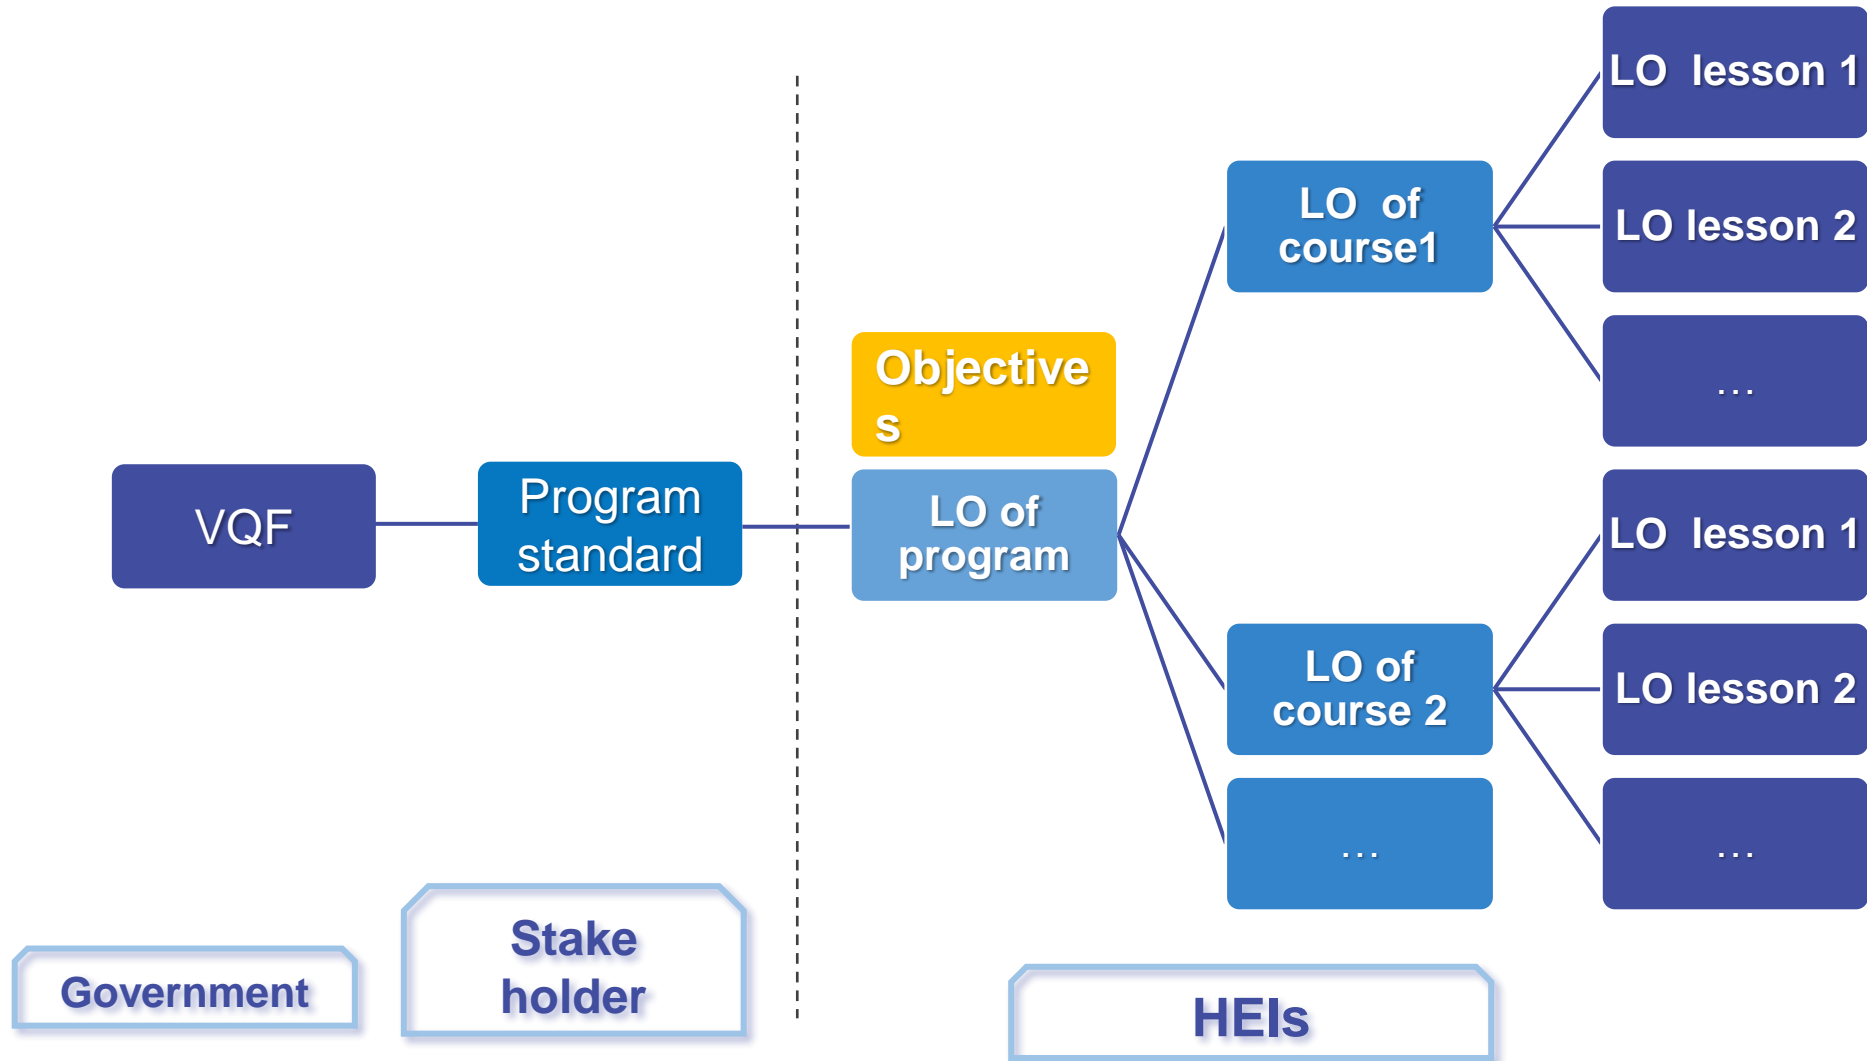 VQF
Program
standard
Objective
s
LO of
program
LO of
course1
LO of
course 2
...
LO lesson 1
LO lesson 2
...
LO lesson 1
LO lesson 2
...
Government
Stake
holder
HEIs